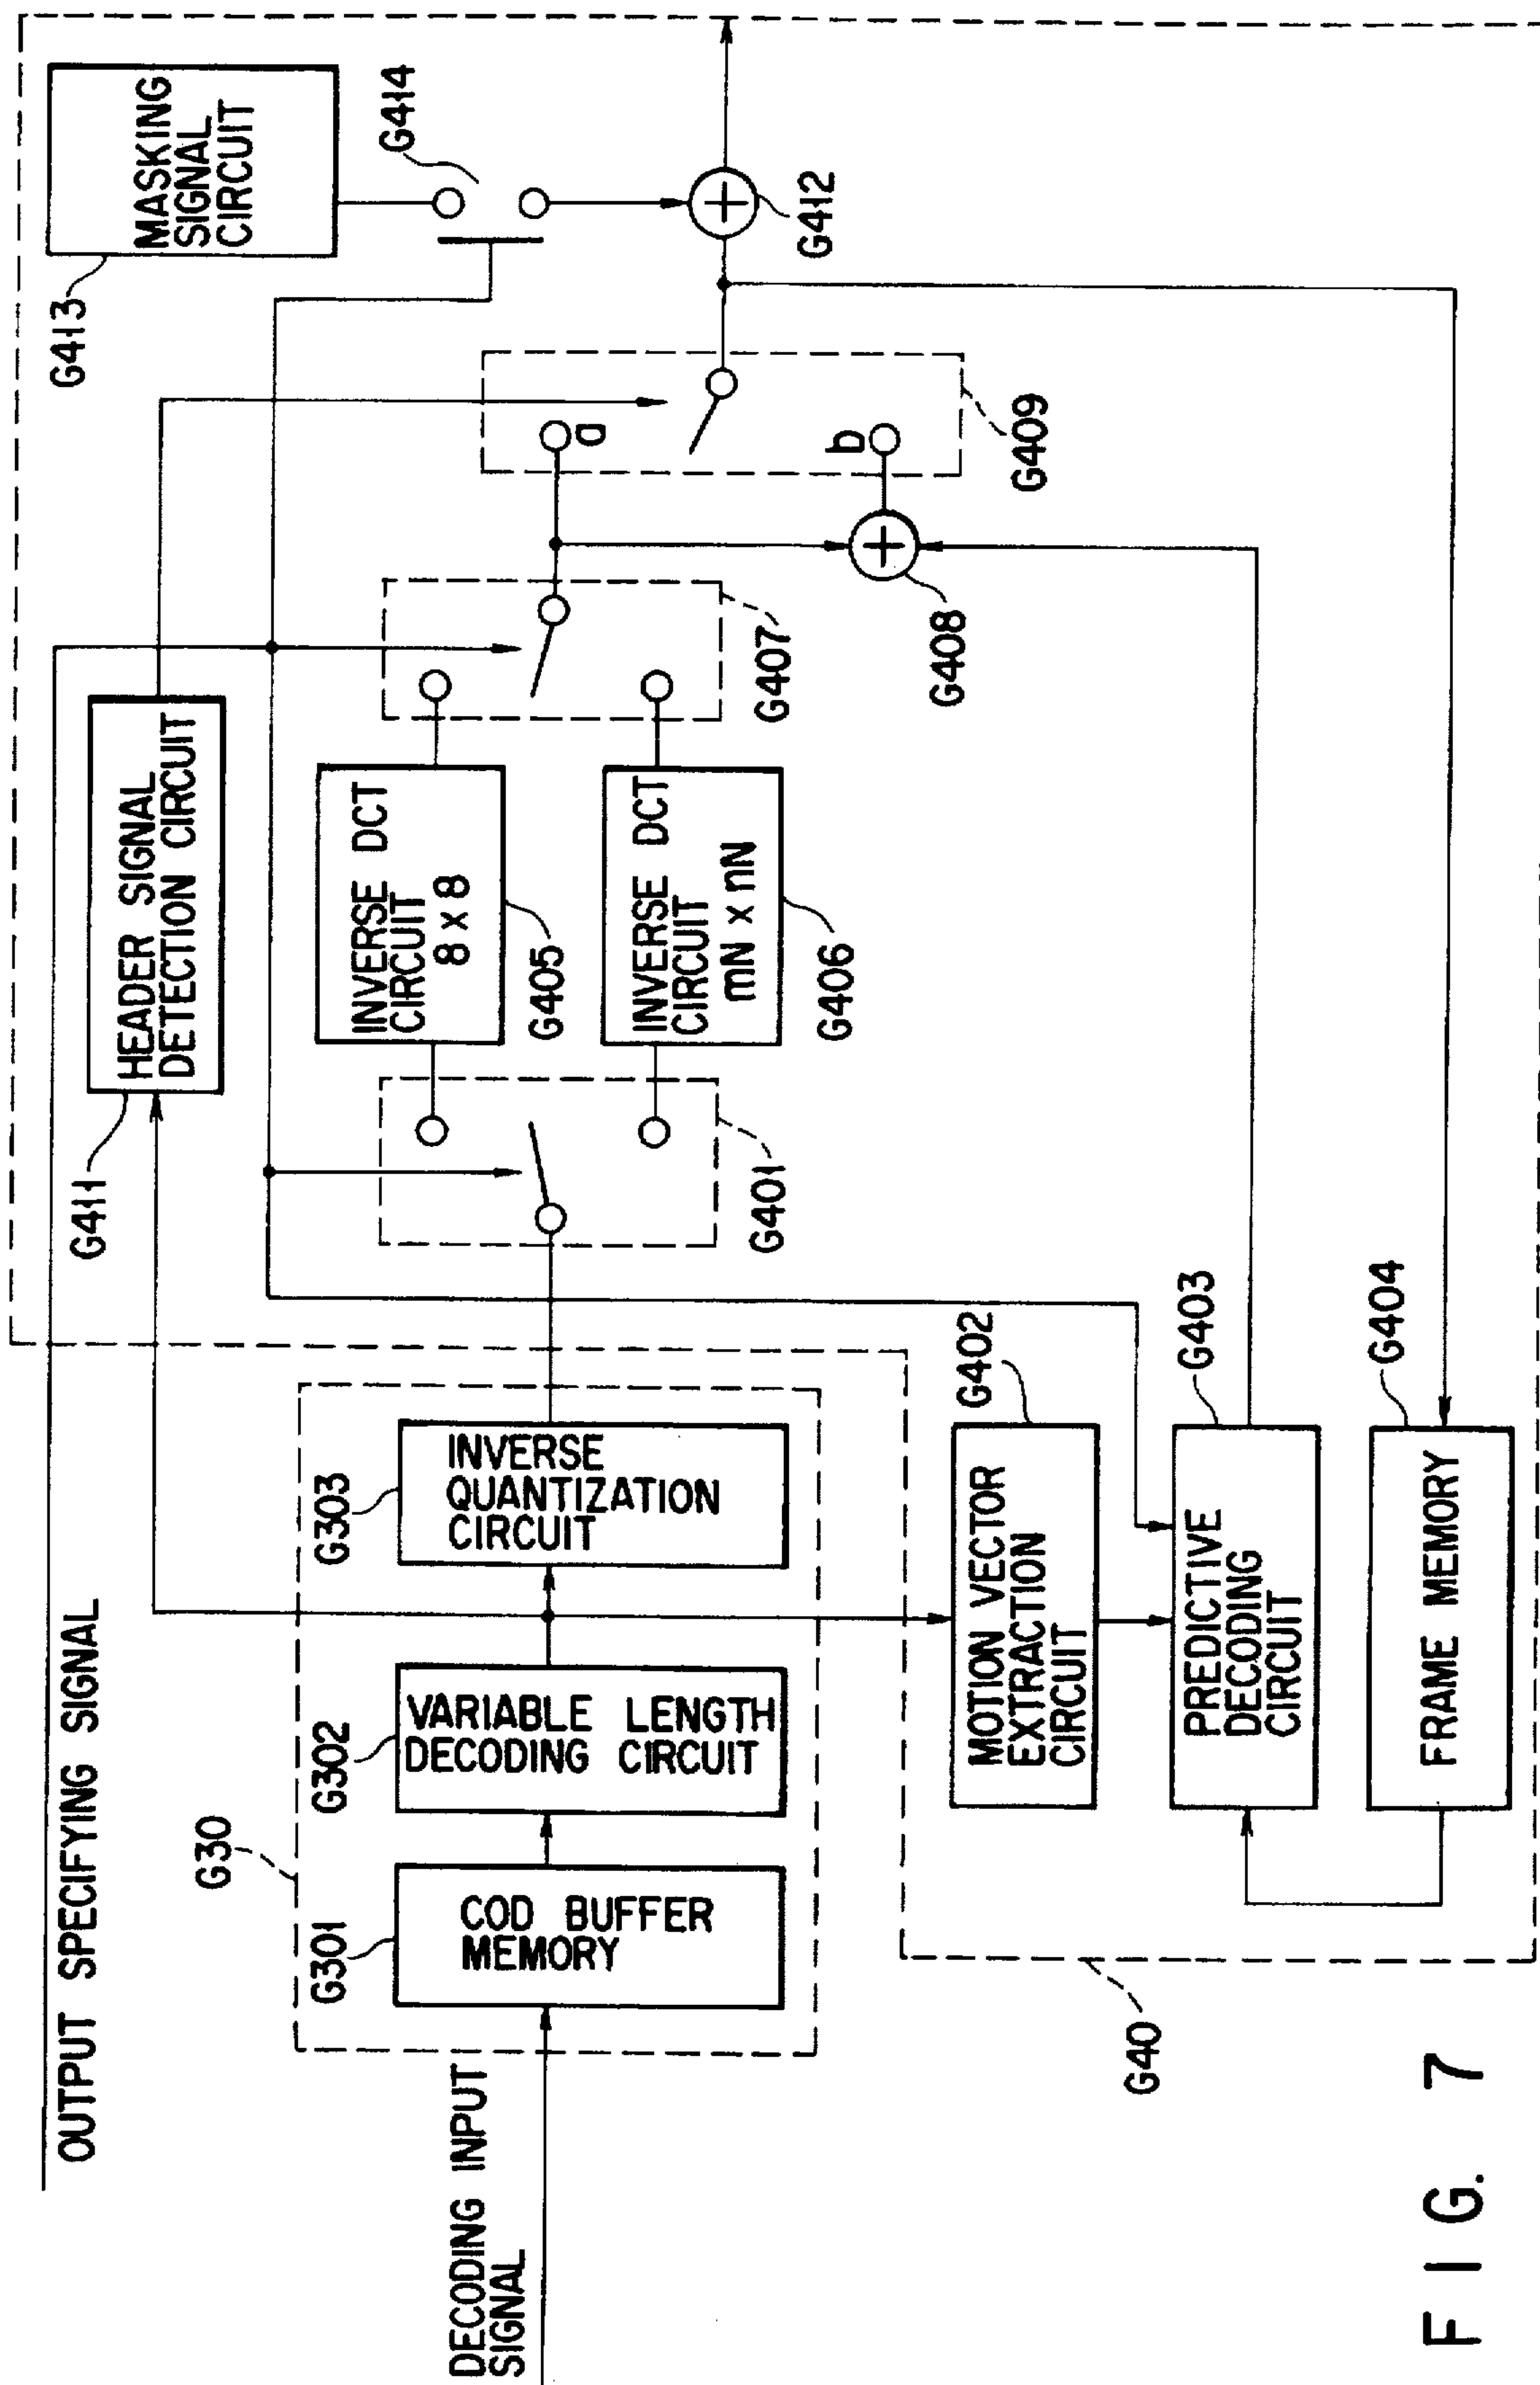 OUTPUT SPECIFYING SIGNAL
DECODING INPUT
SIGNAL
G30
G301
COD BUFFER
MEMORY
G302
VARIABLE LENGTH
DECODING CIRCUIT
G303
INVERSE
QUANTIZATION
CIRCUIT
G40
G402
MOTION VECTOR
EXTRACTION
CIRCUIT
G403
PREDICTIVE
DECODING
CIRCUIT
G404
FRAME MEMORY
G411
HEADER SIGNAL
DETECTION CIRCUIT
G401
INVERSE DCT
CIRCUIT
8 x 8
G405
INVERSE DCT
CIRCUIT
mN x nN
G406
G407
G408
+
a
b
G409
G413
MASKING
SIGNAL
CIRCUIT
G414
+
G412
FIG. 7